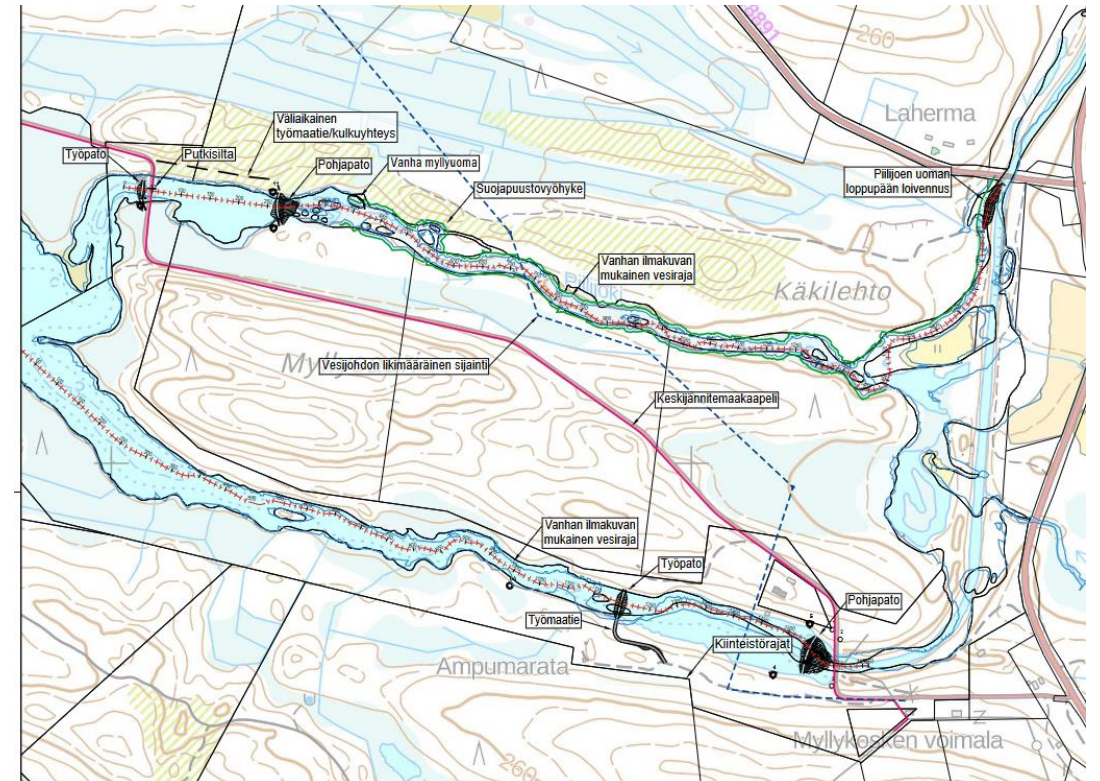 8891
260
Laherma
Väliaikainen
työmaatie/kulkuyhteys
Työpato
Putkisilta
Pohjapato
Vanha myllyuoma
Suojapuustovyöhyke
Piilijoen uoman
loppupään loivennus
Vanhan ilmakuvan
mukainen vesiraja
Piilijoki
Käkilehto
Vesijohdon likimääräinen sijainti
Keskijännitemaakaapeli
Vanhan ilmakuvan
mukainen vesiraja
Työpato
Pohjapato
Työmaatie
Kiinteistörajat
Ampumarata
Myllykosken voimala
260